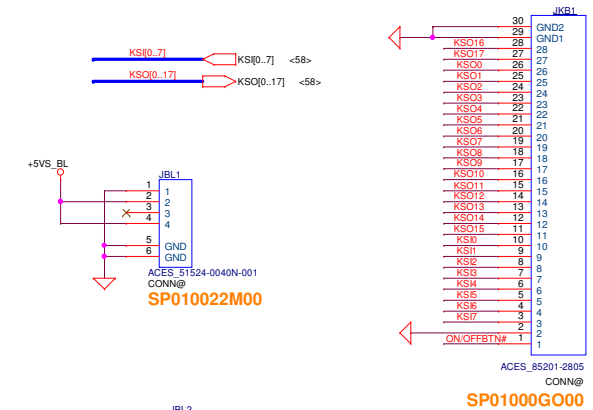 KSI[0..7]
KSI[0..7] <58>
KSO[0..17]
KSO[0..17] <58>
+5VS_BL
JBL1
1 1
2 2
3 3
4 4
5 GND
6 GND
ACES_51524-0040N-001
CONN@
SP010022M00
JBL2
JKB1
30 GND2
29 GND1
KSO16 28 28
KSO17 27 27
KSO0 26 26
KSO1 25 25
KSO2 24 24
KSO3 23 23
KSO4 22 22
KSO5 21 21
KSO6 20 20
KSO7 19 19
KSO8 18 18
KSO9 17 17
KSO10 16 16
KSO11 15 15
KSO12 14 14
KSO13 13 13
KSO14 12 12
KSO15 11 11
KSI0 10 10
KSI1 9 9
KSI2 8 8
KSI3 7 7
KSI4 6 6
KSI5 5 5
KSI6 4 4
KSI7 3 3
2 2
ON/OFFBTN# 1 1
ACES_85201-2805
CONN@
SP01000GO00